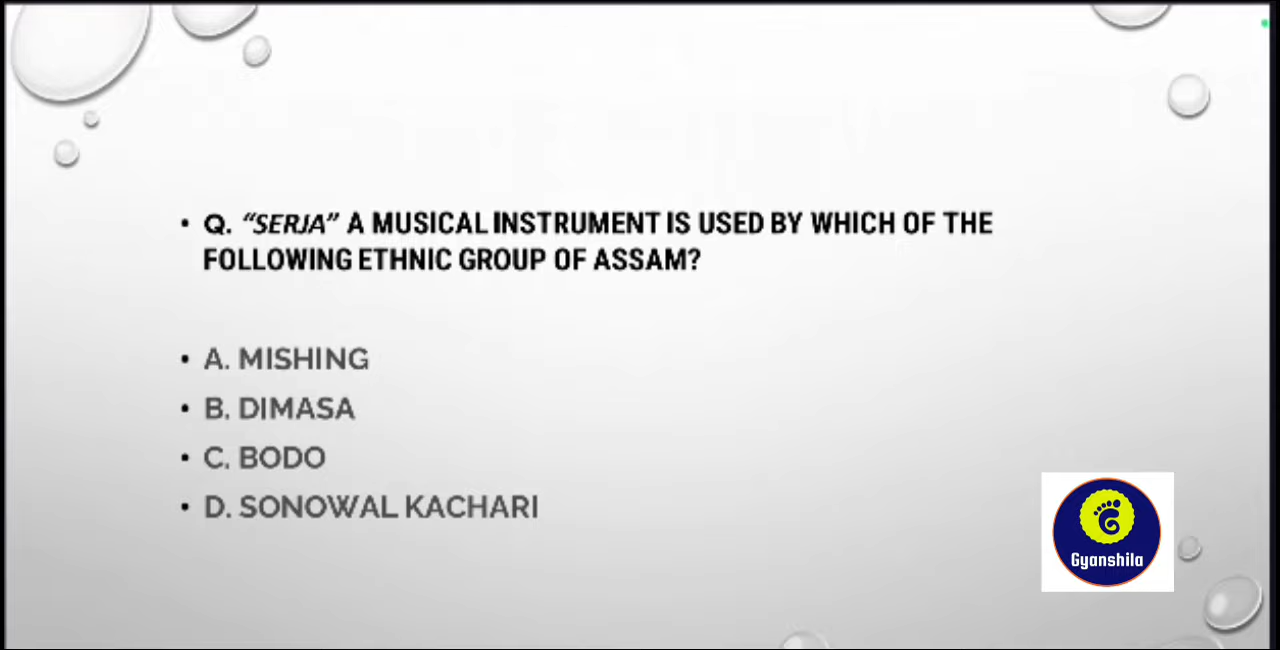 • Q. “SERJA” A MUSICAL INSTRUMENT IS USED BY WHICH OF THE
FOLLOWING ETHNIC GROUP OF ASSAM?
• A. MISHING
• B. DIMASA
• C. BODO
• D. SONOWAL KACHARI
Gyanshila